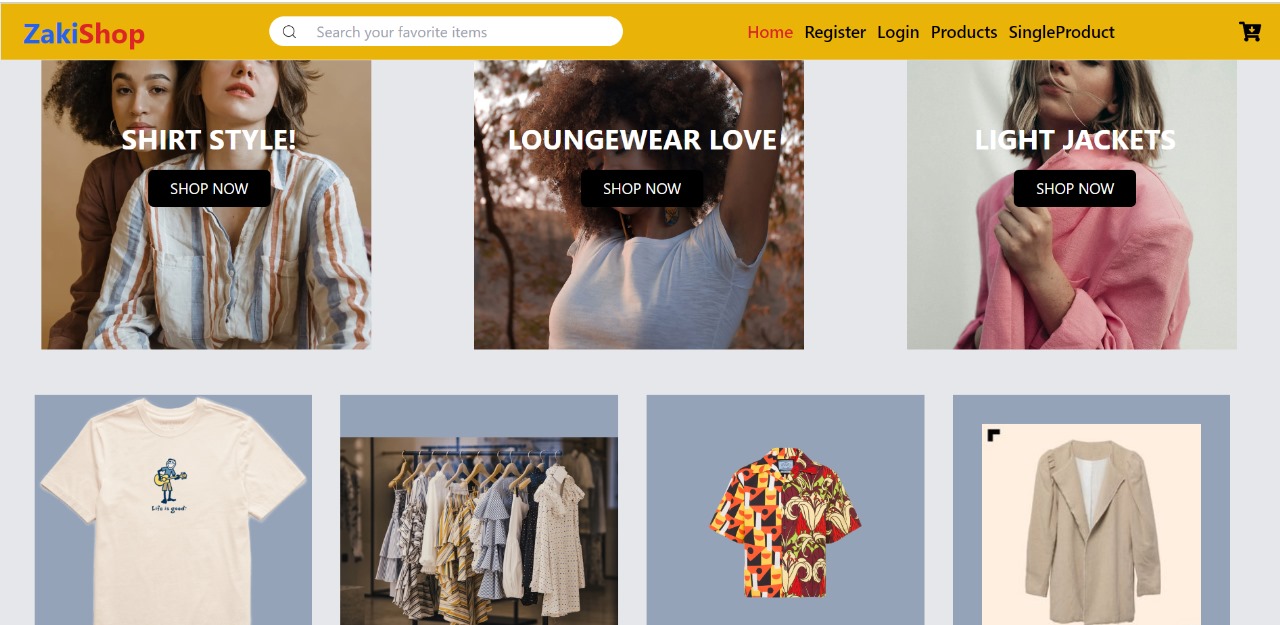 ZakiShop
Search your favorite items
Home Register Login Products SingleProduct
SHIRT STYLE!
SHOP NOW
LOUNGEWEAR LOVE
SHOP NOW
LIGHT JACKETS
SHOP NOW
Life is good